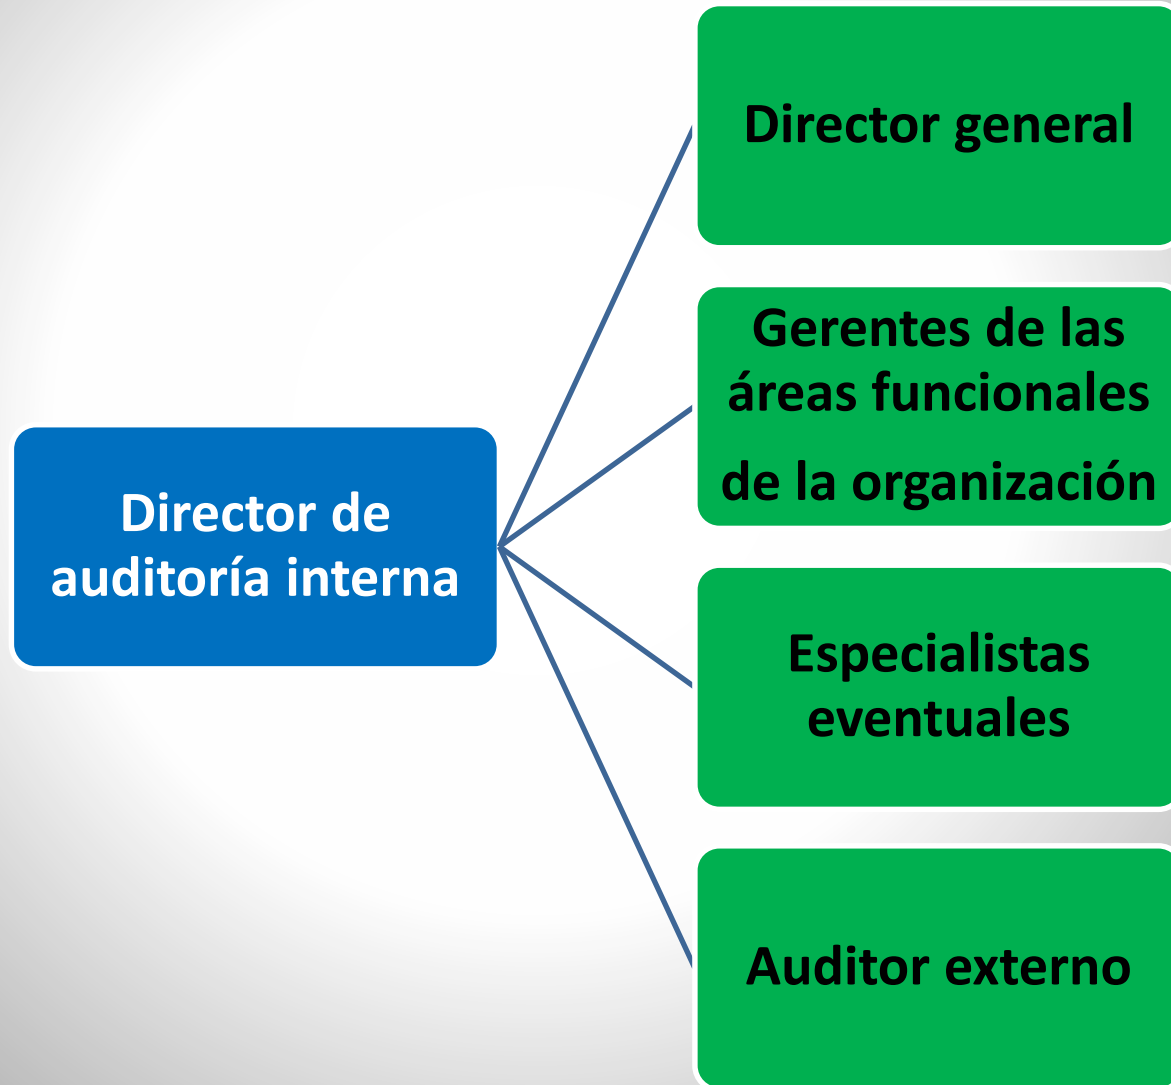 Director general
Gerentes de las
áreas funcionales
de la organización
Director de
auditoría interna
Especialistas
eventuales
Auditor externo